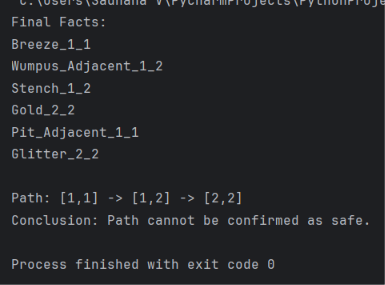 C:\Users\Sadhana V\PycharmProjects\PythonProje
Final Facts:
Breeze_1_1
Wumpus_Adjacent_1_2
Stench_1_2
Gold_2_2
Pit_Adjacent_1_1
Glitter_2_2
Path: [1,1] -> [1,2] -> [2,2]
Conclusion: Path cannot be confirmed as safe.
Process finished with exit code 0